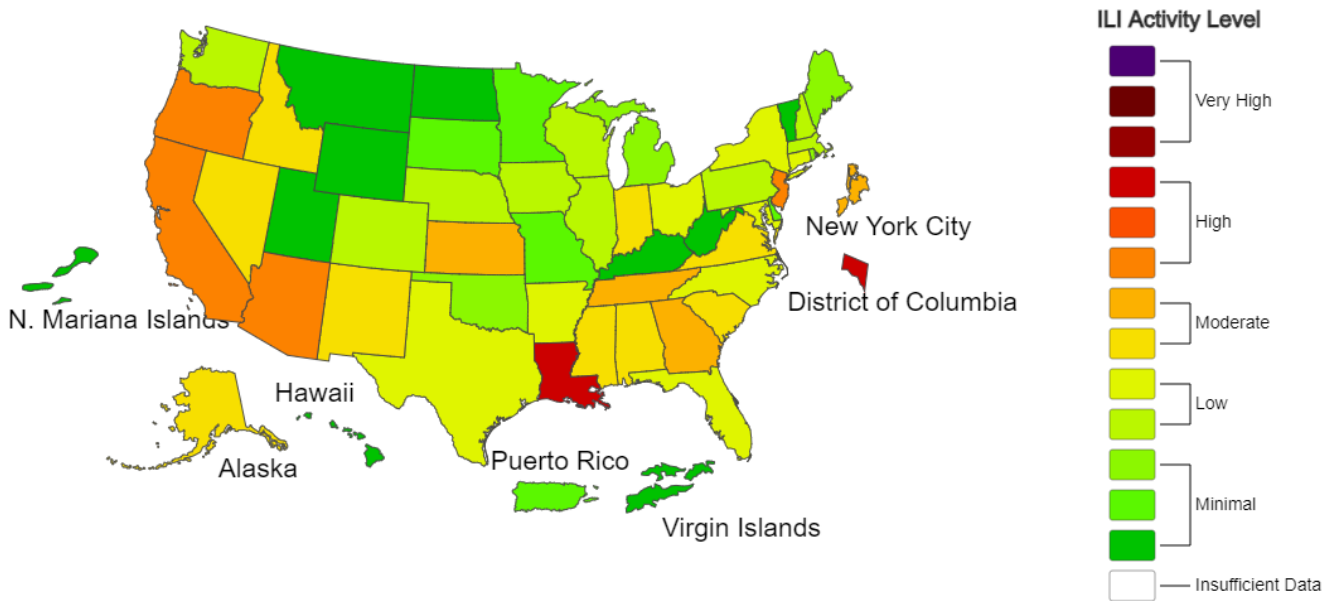 ILI Activity Level
Very High
High
New York City
District of Columbia
N. Mariana Islands
Moderate
Hawaii
Low
Alaska
Puerto Rico
Minimal
Virgin Islands
Insufficient Data